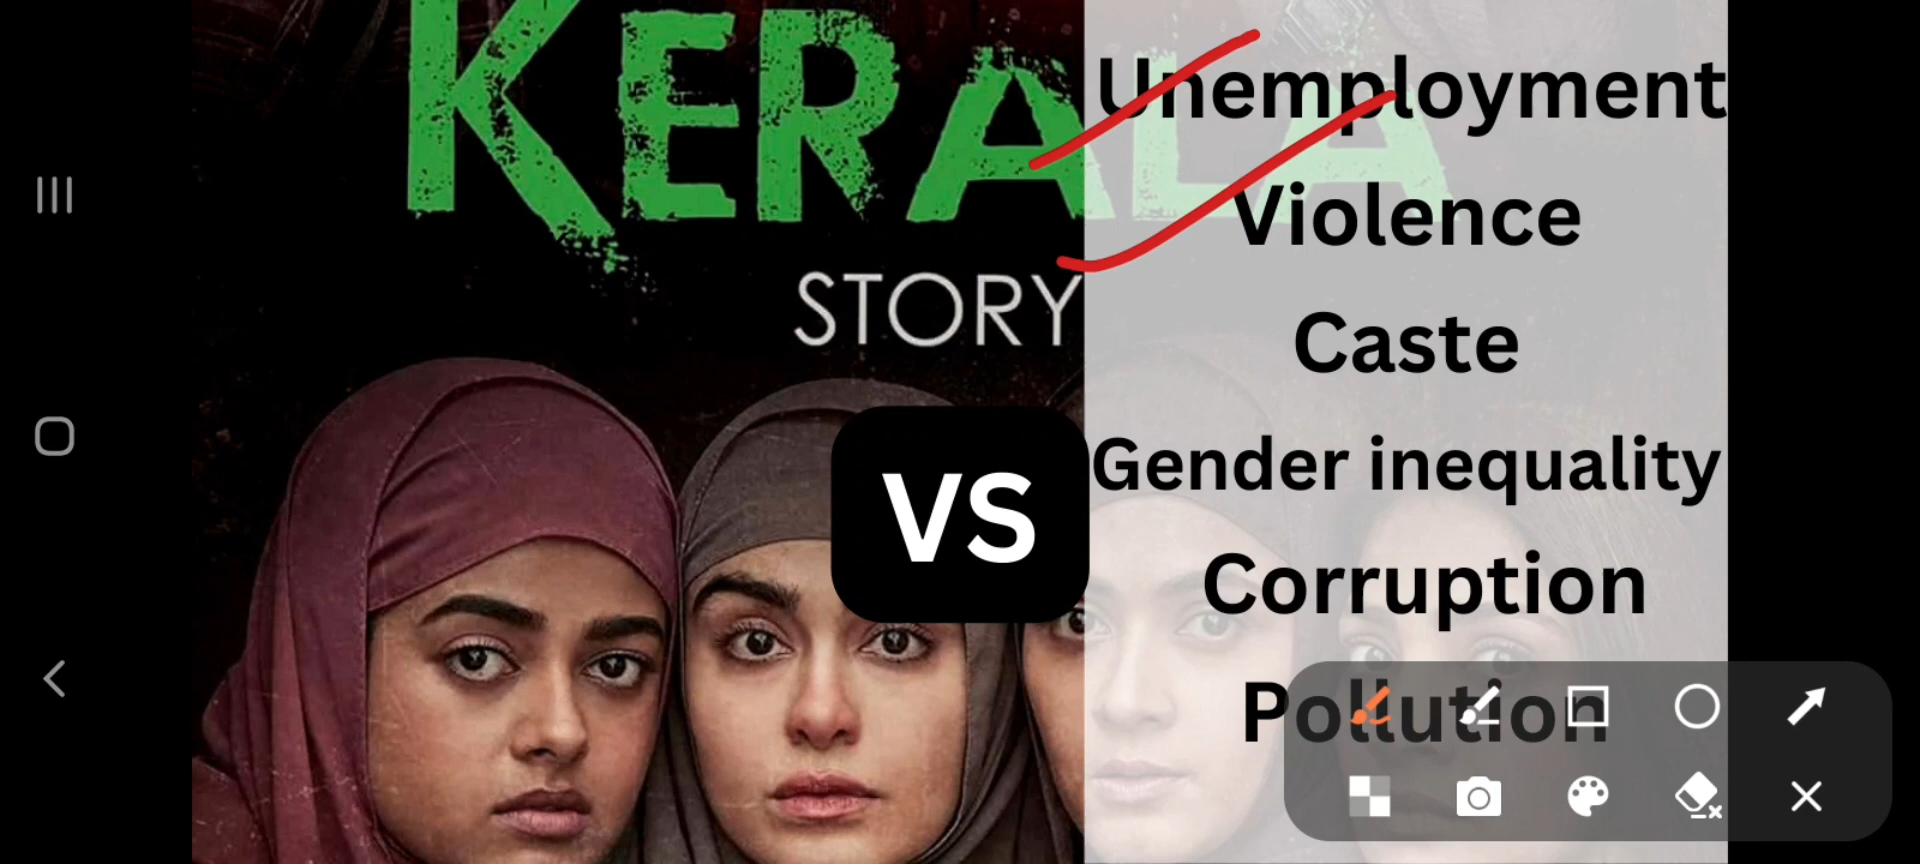 KERALA
STORY
VS
Unemployment
Violence
Caste
Gender inequality
Corruption
Pollution